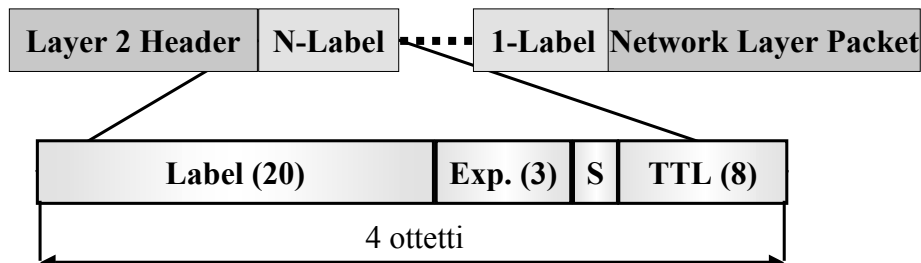 Layer 2 Header N-Label 1-Label Network Layer Packet
Label (20) Exp. (3) S TTL (8)
4 ottetti